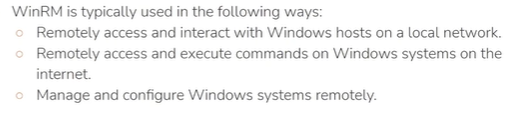 WinRM is typically used in the following ways:
○ Remotely access and interact with Windows hosts on a local network.
○ Remotely access and execute commands on Windows systems on the
internet.
○ Manage and configure Windows systems remotely.